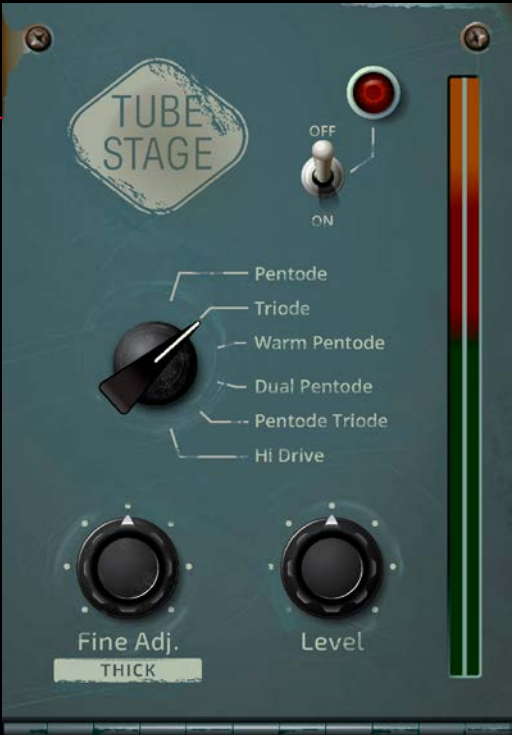 TUBE
STAGE
OFF
ON
Pentode
Triode
Warm Pentode
Dual Pentode
Pentode Triode
Hi Drive
Fine Adj.
Level
THICK